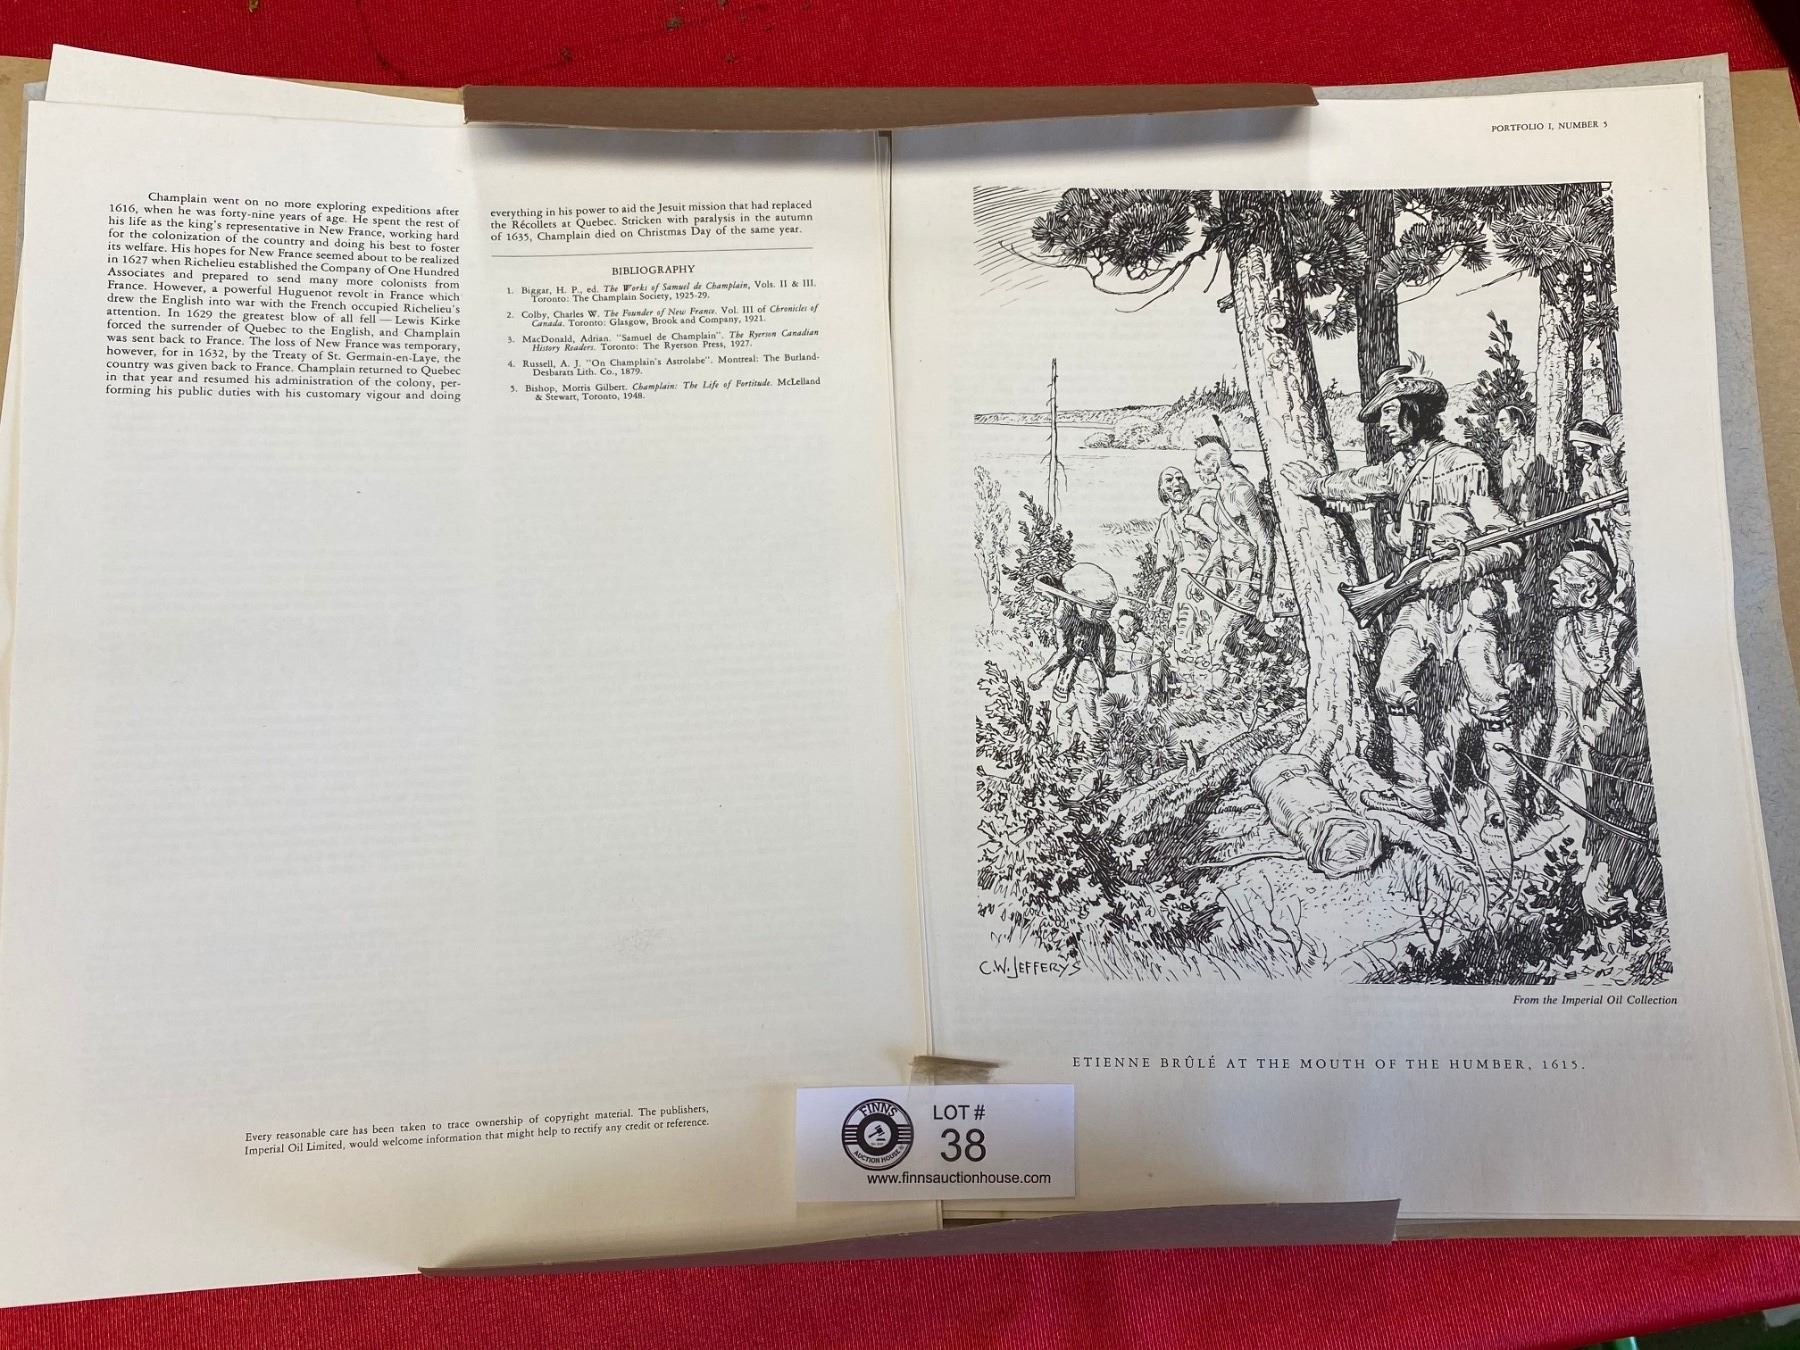 Champlain went on no more exploring expeditions after
1616, when he was forty-nine years of age. He spent the rest of
his life as the king's representative in New France, working hard
for the colonization of the country and doing his best to foster
its welfare. His hopes for New France seemed about to be realized
in 1627 when Richelieu established the Company of One Hundred
Associates and prepared to send many more colonists from
France. However, a powerful Huguenot revolt in France which
drew the English into war with the French occupied Richelieu's
attention. In 1629 the greatest blow of all fell — Lewis Kirke
forced the surrender of Quebec to the English, and Champlain
was sent back to France. The loss of New France was temporary,
however, for in 1632, by the Treaty of St. Germain-en-Laye, the
country was given back to France. Champlain returned to Quebec
in that year and resumed his administration of the colony, per-
forming his public duties with his customary vigour and doing
everything in his power to aid the Jesuit mission that had replaced
the Récollets at Quebec. Stricken with paralysis in the autumn
of 1635, Champlain died on Christmas Day of the same year.
BIBLIOGRAPHY
1. Biggar, H. P., ed. The Works of Samuel de Champlain, Vols. II & III.
Toronto: The Champlain Society, 1925-29.
2. Colby, Charles W. The Founder of New France. Vol. III of Chronicles of
Canada. Toronto: Glasgow, Brook and Company, 1921.
3. MacDonald, Adrian. "Samuel de Champlain". The Ryerson Canadian
History Readers. Toronto: The Ryerson Press, 1927.
4. Russell, A. J. "On Champlain's Astrolabe". Montreal: The Burland-
Desbarats Lith. Co., 1879.
5. Bishop, Morris Gilbert. Champlain: The Life of Fortitude. McLelland
& Stewart, Toronto, 1948.
Every reasonable care has been taken to trace ownership of copyright material. The publishers,
Imperial Oil Limited, would welcome information that might help to rectify any credit or reference.
PORTFOLIO I, NUMBER 5
C.W. JEFFERYS
From the Imperial Oil Collection
ETIENNE BRÛLÉ AT THE MOUTH OF THE HUMBER, 1615.
FINNS
AUCTION HOUSE
LOT #
38
www.finnsauctionhouse.com